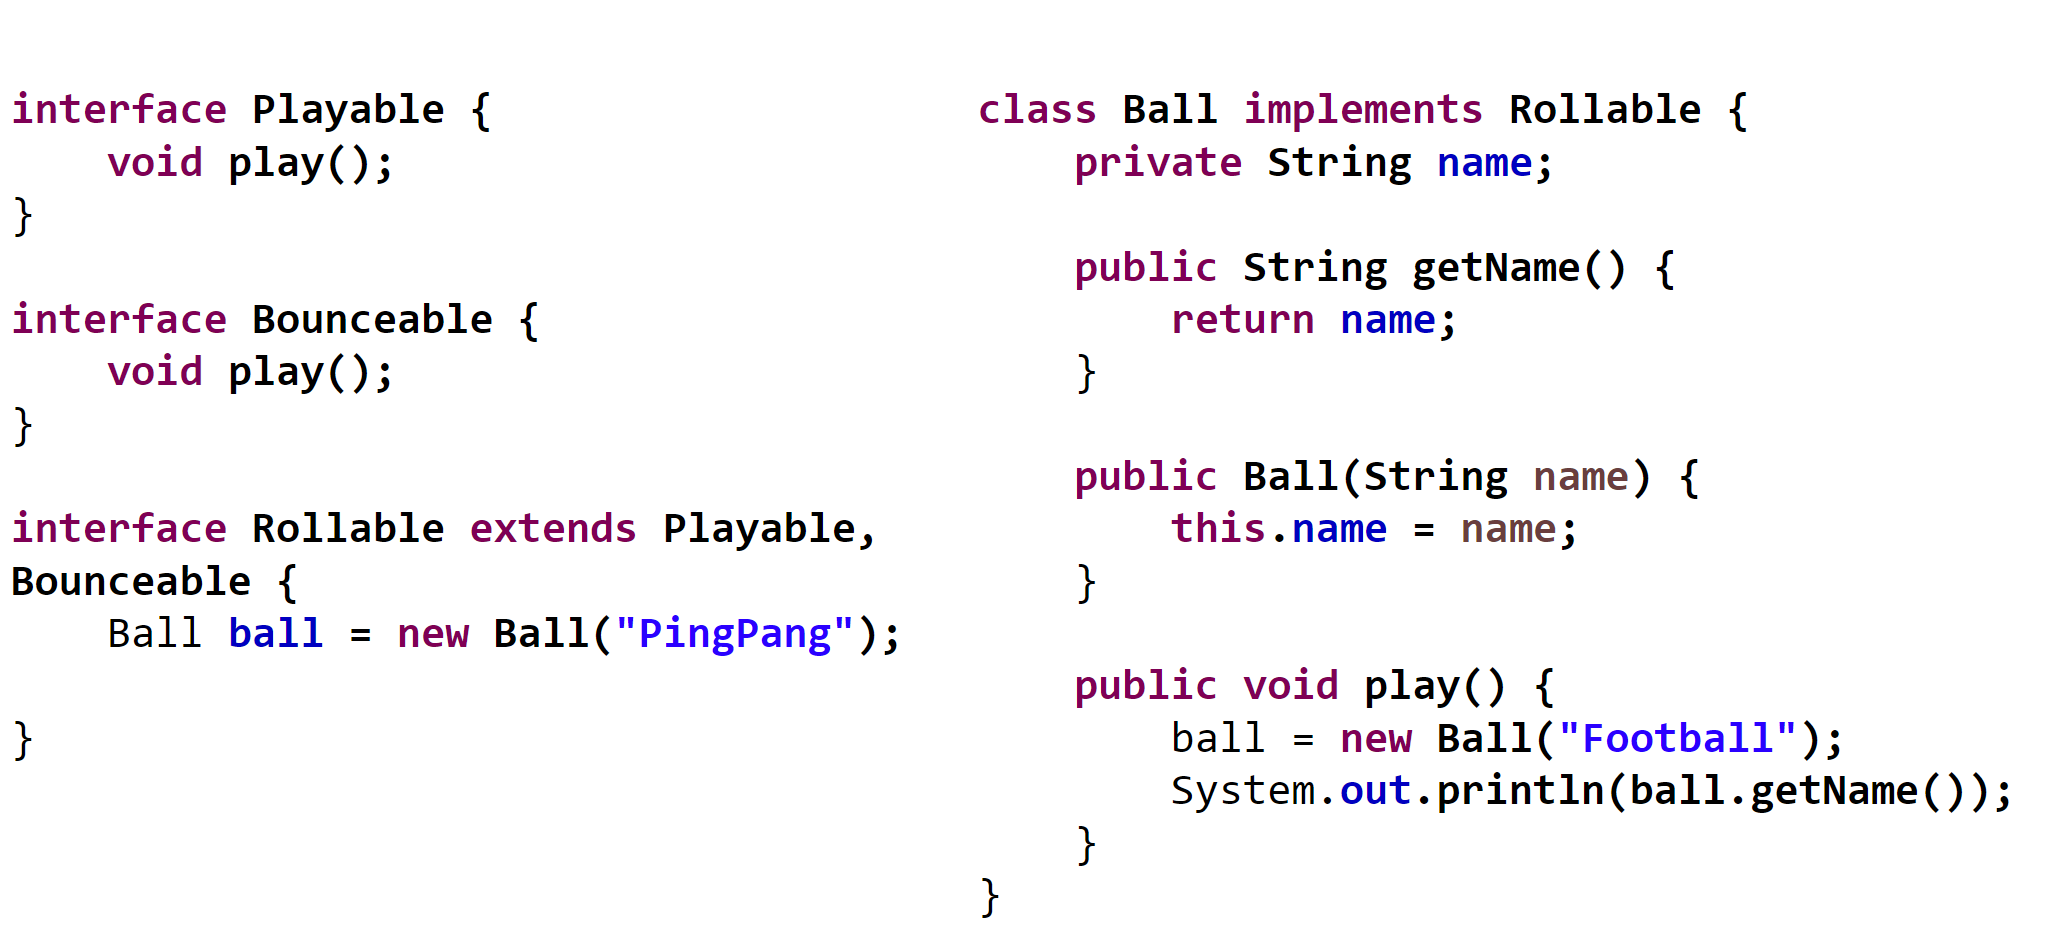 interface Playable {
    void play();
}

interface Bounceable {
    void play();
}

interface Rollable extends Playable,
Bounceable {
    Ball ball = new Ball("PingPang");

}

class Ball implements Rollable {
    private String name;

    public String getName() {
        return name;
    }

    public Ball(String name) {
        this.name = name;
    }

    public void play() {
        ball = new Ball("Football");
        System.out.println(ball.getName());
    }
}